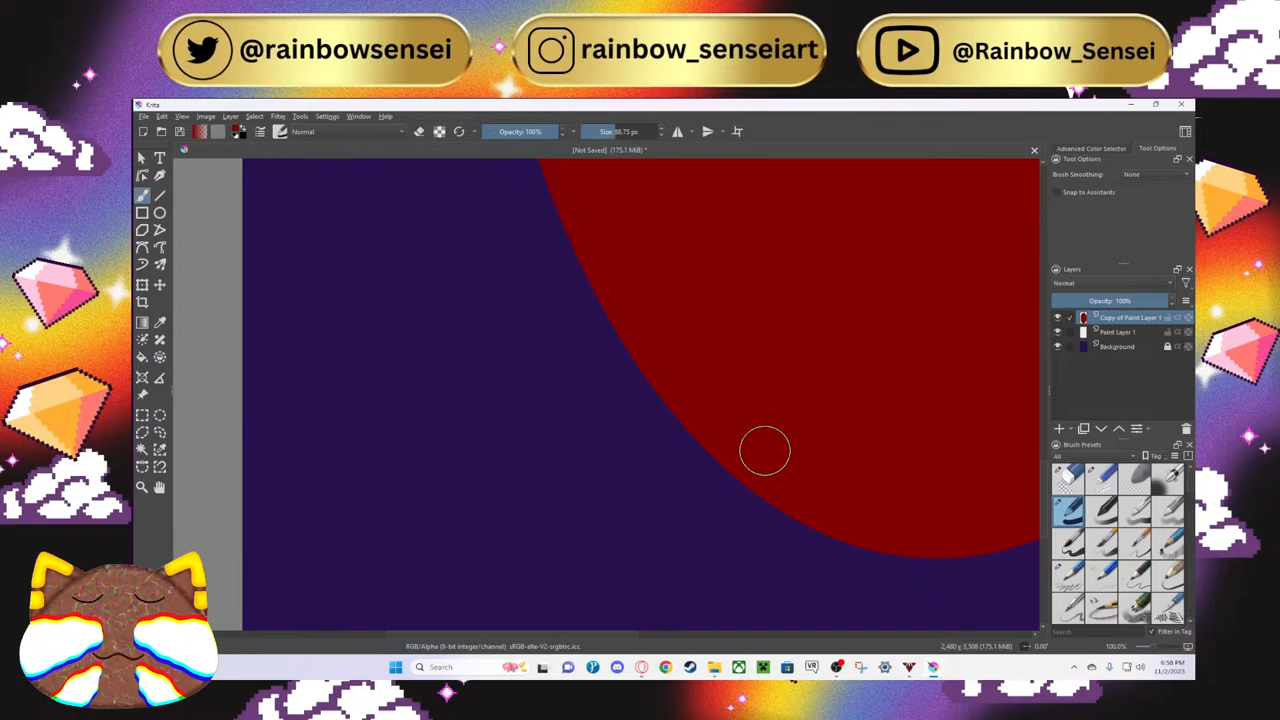 @rainbowsensei
rainbow_senseiart
@Rainbow_Sensei
Krita
File Edit View Image Layer Select Filter Tools Settings Window Help
Normal
Opacity: 100%
Size: 88.75 px
[Not Saved] (175.1 MiB) *
Advanced Color Selector
Tool Options
Tool Options
Brush Smoothing: None
Snap to Assistants
Layers
Normal
Opacity: 100%
Copy of Paint Layer 1
Paint Layer 1
Background
Brush Presets
All
Tag
Search
Filter in Tag
RGB/Alpha (8-bit integer/channel) sRGB-elle-V2-srgbtrc.icc
2,480 x 3,508 (175.1 MiB)
0.00°
100.0%
Search
VR
6:58 PM
11/2/2023